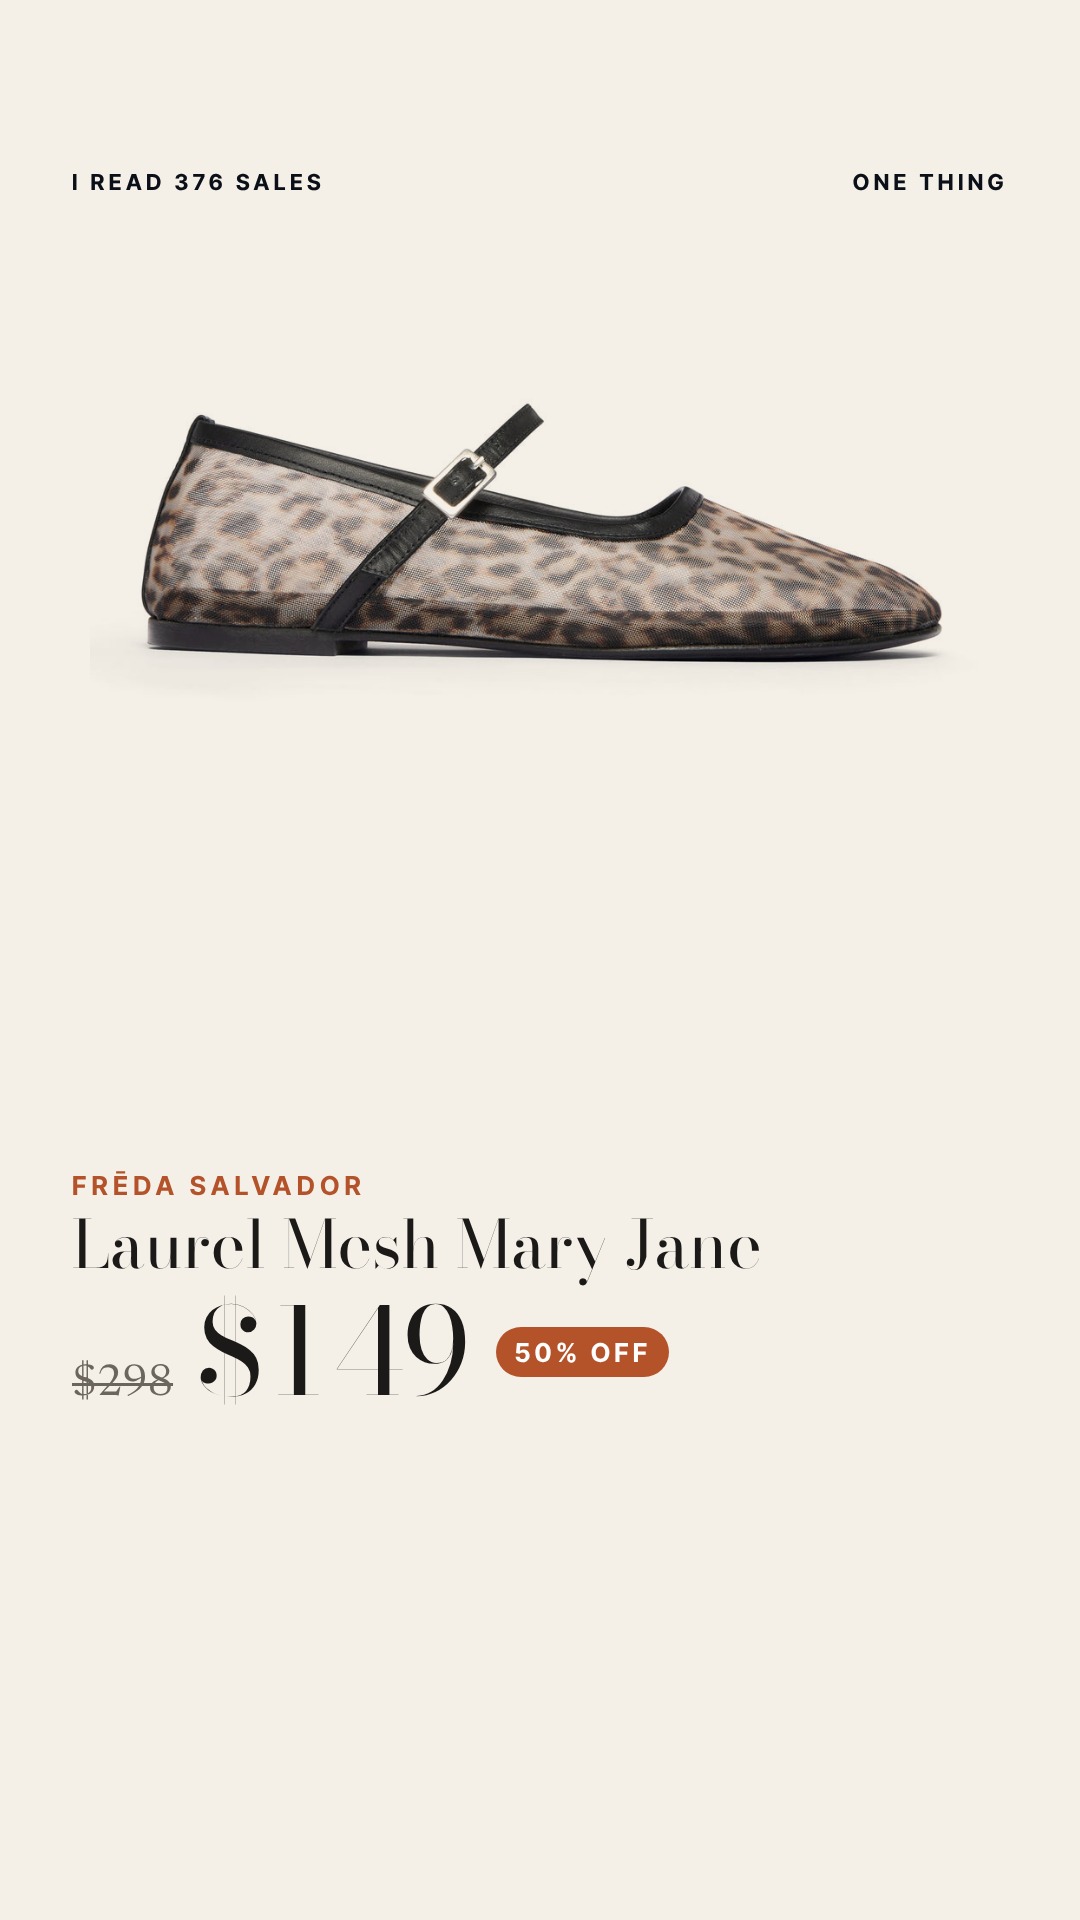 I READ 376 SALES
ONE THING
FRĒDA SALVADOR
Laurel Mesh Mary Jane
$298 $149 50% OFF